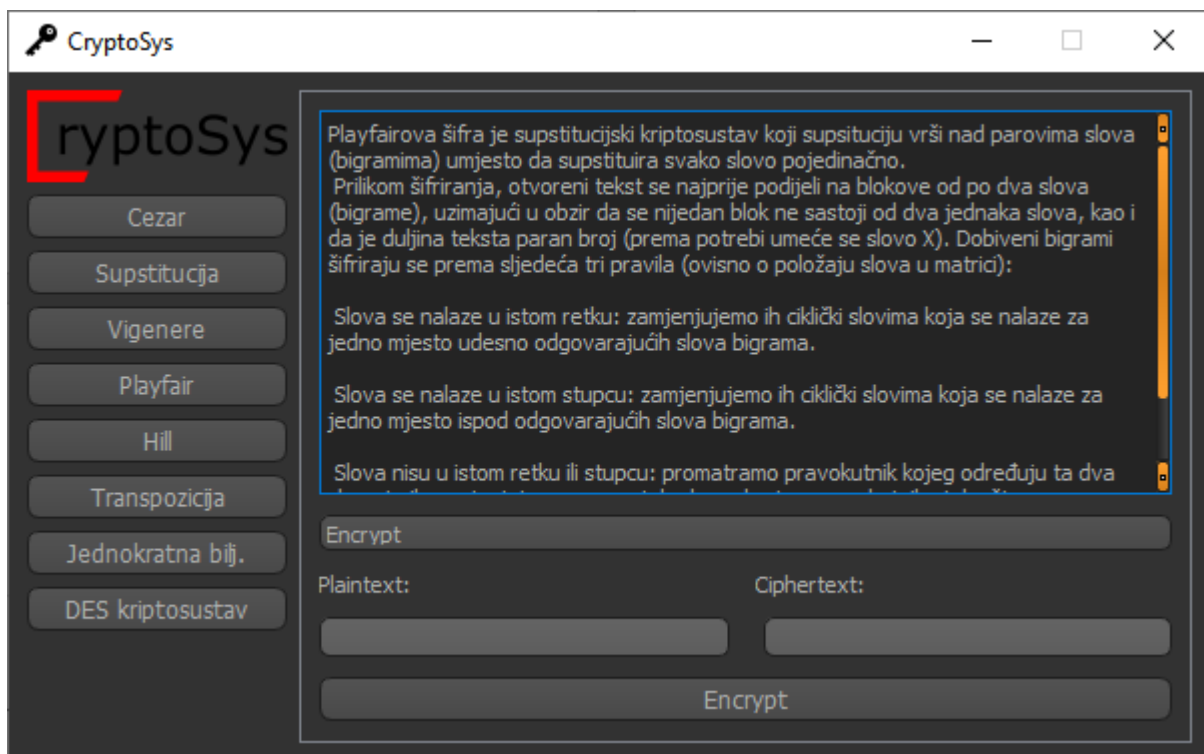 CryptoSys
CryptoSys
Cezar
Supstitucija
Vigenere
Playfair
Hill
Transpozicija
Jednokratna bilj.
DES kriptosustav
Playfairova šifra je supstitucijski kriptosustav koji supsituciju vrši nad parovima slova
(bigramima) umjesto da supstituira svako slovo pojedinačno.
Prilikom šifriranja, otvoreni tekst se najprije podijeli na blokove od po dva slova
(bigrame), uzimajući u obzir da se nijedan blok ne sastoji od dva jednaka slova, kao i
da je duljina teksta paran broj (prema potrebi umeće se slovo X). Dobiveni bigrami
šifriraju se prema sljedeća tri pravila (ovisno o položaju slova u matrici):
Slova se nalaze u istom retku: zamjenjujemo ih ciklički slovima koja se nalaze za
jedno mjesto udesno odgovarajućih slova bigrama.
Slova se nalaze u istom stupcu: zamjenjujemo ih ciklički slovima koja se nalaze za
jedno mjesto ispod odgovarajućih slova bigrama.
Slova nisu u istom retku ili stupcu: promatramo pravokutnik kojeg određuju ta dva
Encrypt
Plaintext:
Ciphertext:
Encrypt